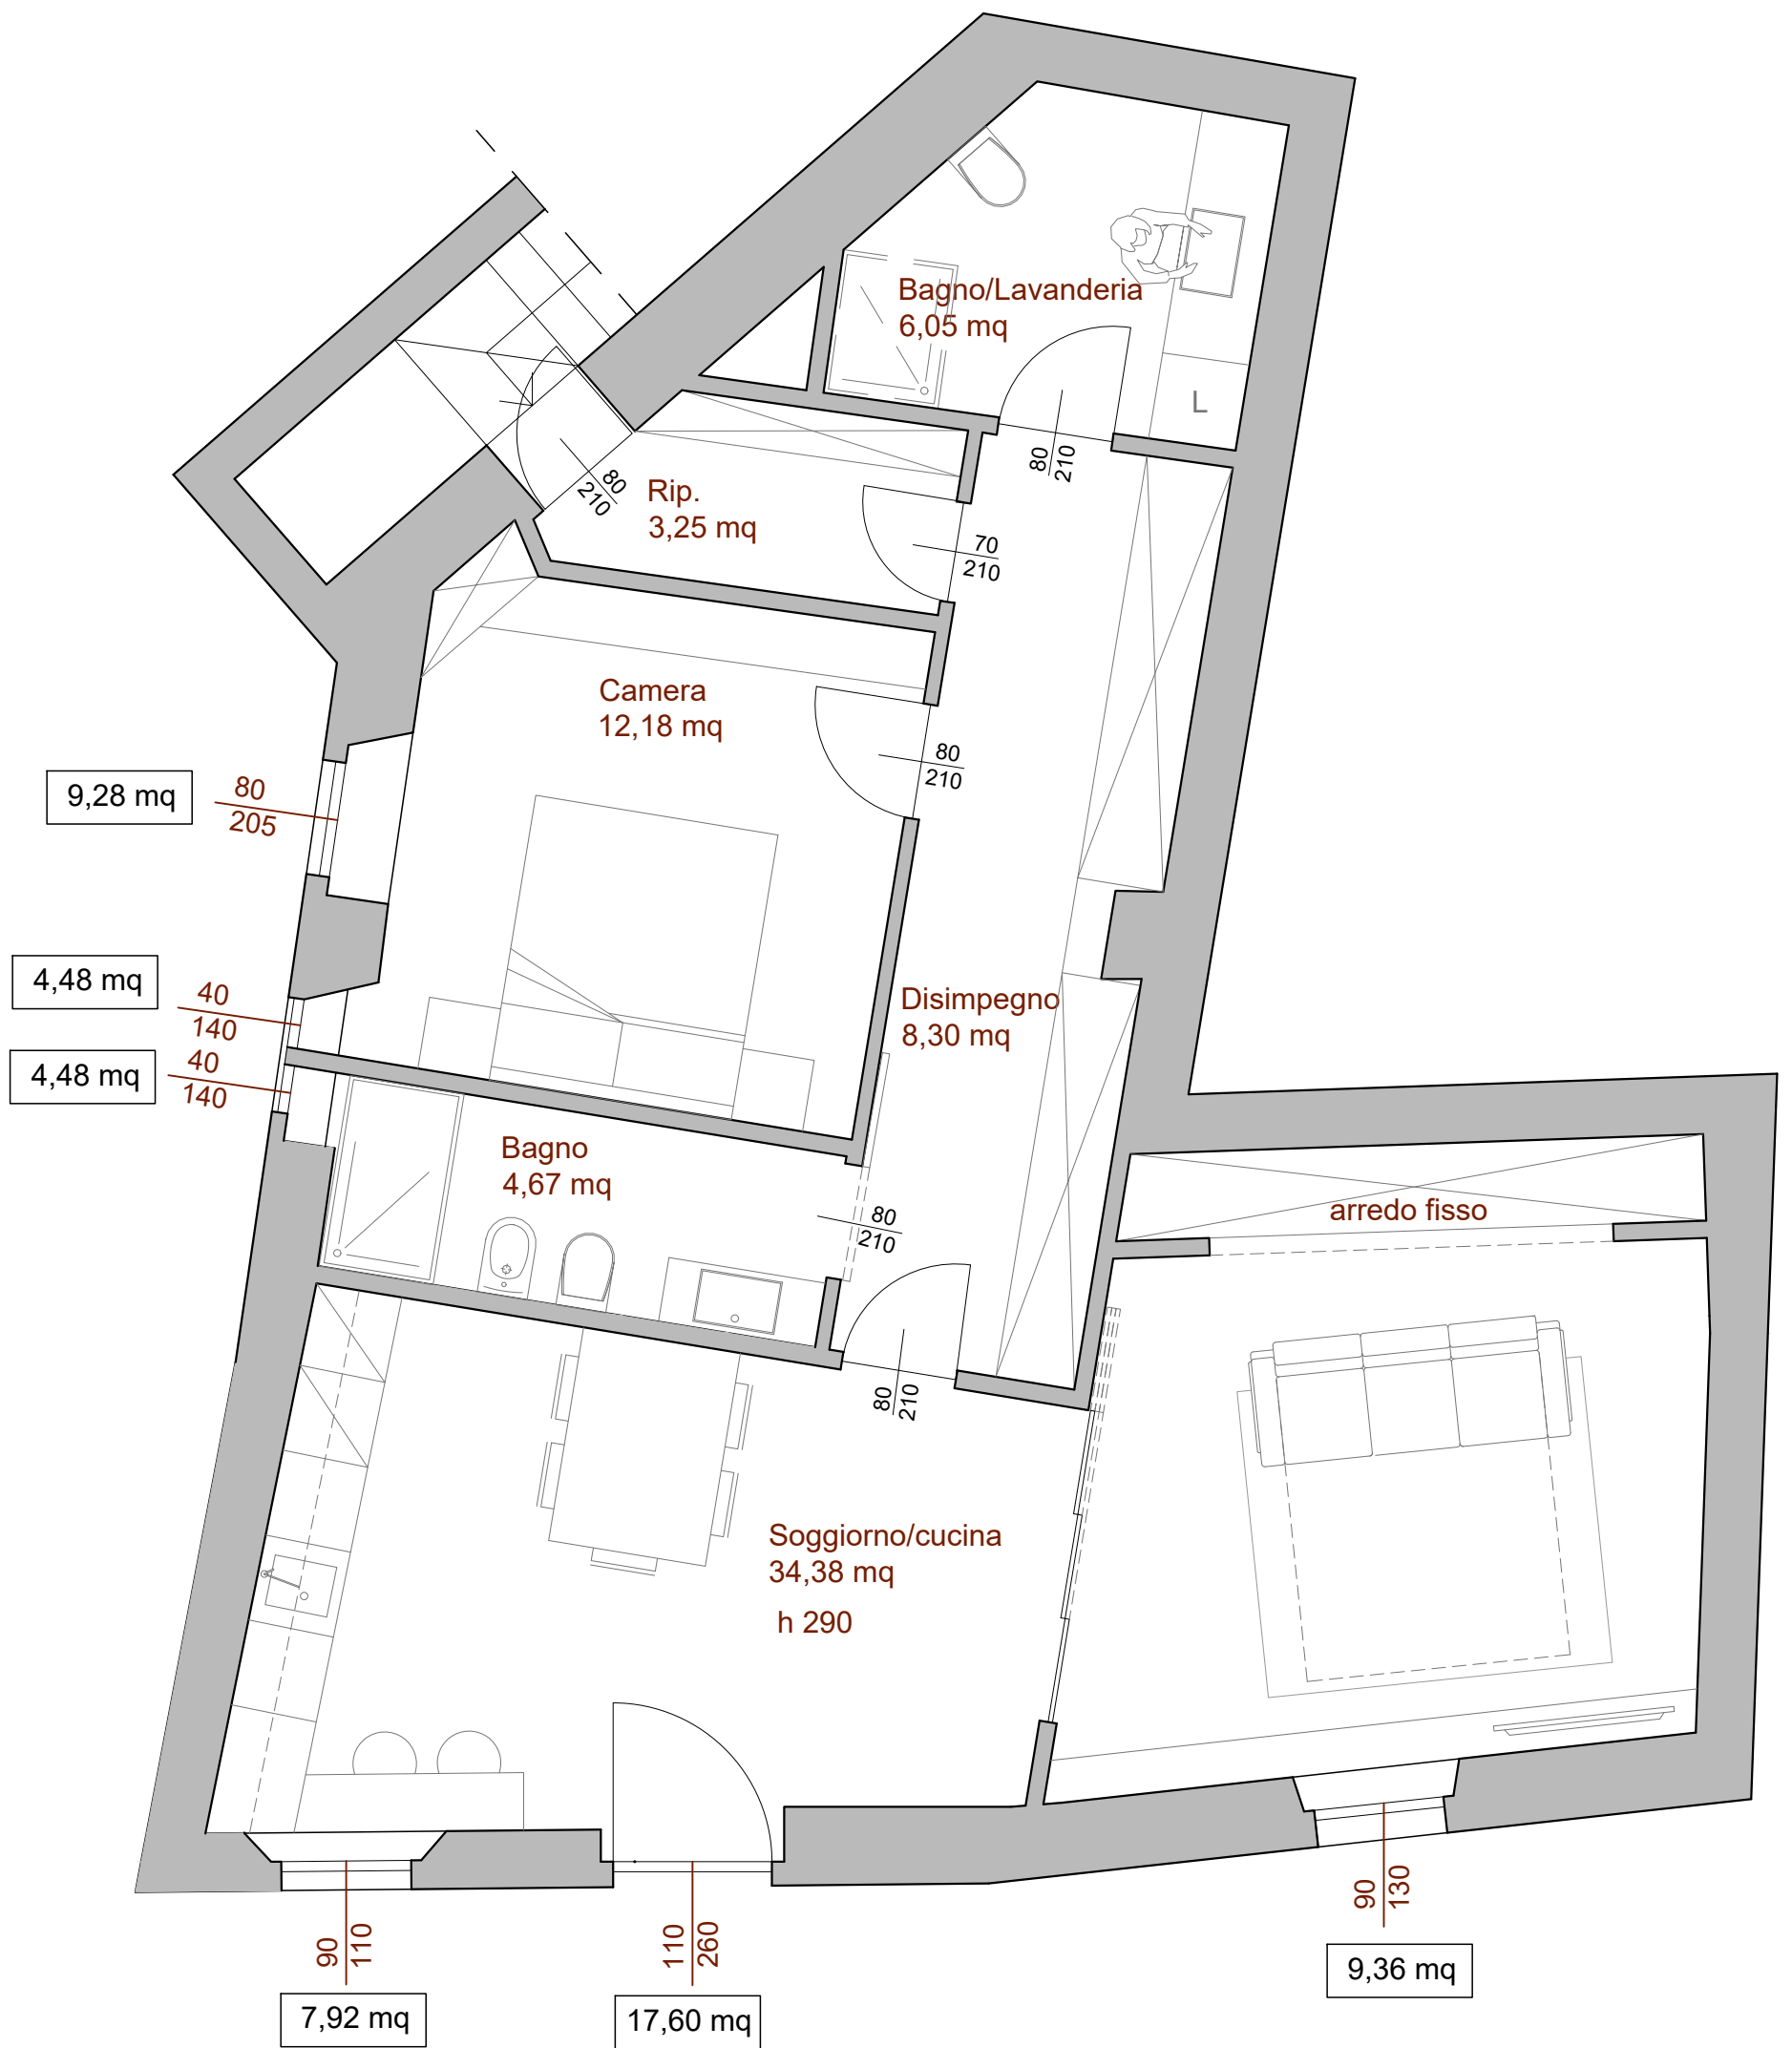 Bagno/Lavanderia
6,05 mq
L
80
210
80
210
Rip.
3,25 mq
70
210
Camera
12,18 mq
80
210
9,28 mq
80
205
4,48 mq
40
140
4,48 mq
40
140
Disimpegno
8,30 mq
Bagno
4,67 mq
80
210
arredo fisso
80
210
Soggiorno/cucina
34,38 mq
h 290
90
110
7,92 mq
110
260
17,60 mq
90
130
9,36 mq